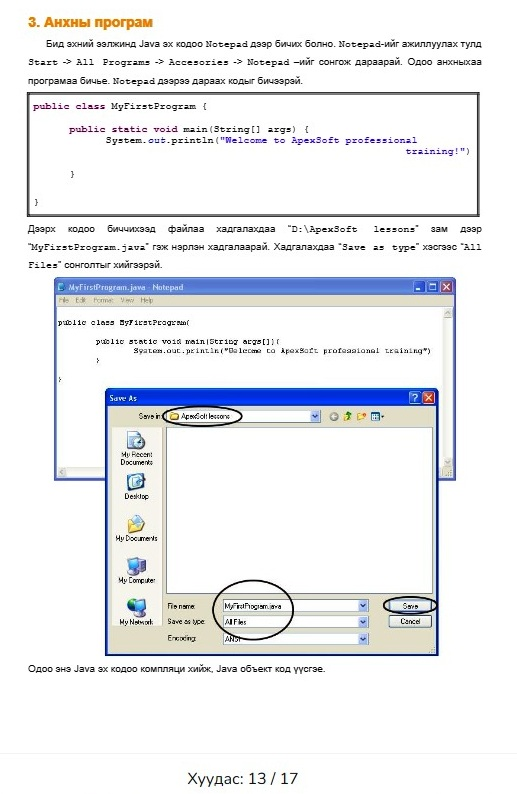 3. Анхны програм
Бид эхний ээлжинд Java эх кодоо Notepad дээр бичих болно. Notepad-ийг ажиллуулах тулд
Start -> All Programs -> Accesories -> Notepad –ийг сонгож дараарай. Одоо анхныхаа
програмаа бичье. Notepad дээрээ дараах кодыг бичээрэй.
public class MyFirstProgram {
public static void main(String[] args) {
System.out.println("Welcome to ApexSoft professional
training!")
}
}
Дээрх кодоо биччихээд файлаа хадгалахдаа "D:\ApexSoft lessons" зам дээр
"MyFirstProgram.java" гэж нэрлэн хадгалаарай. Хадгалахдаа "Save as type" хэсгээс "All
Files" сонголтыг хийгээрэй.
MyFirstProgram.java - Notepad
File Edit Format View Help
public class MyFirstProgram{
public static void main(String args[]){
System.out.println("Welcome to ApexSoft professional training")
}
}
Save As
Save in: ApexSoft lessons
My Recent
Documents
Desktop
My Documents
My Computer
My Network
File name: MyFirstProgram.java Save
Save as type: All Files Cancel
Encoding: ANSI
Одоо энэ Java эх кодоо компляци хийж, Java объект код үүсгэе.
Хуудас: 13 / 17